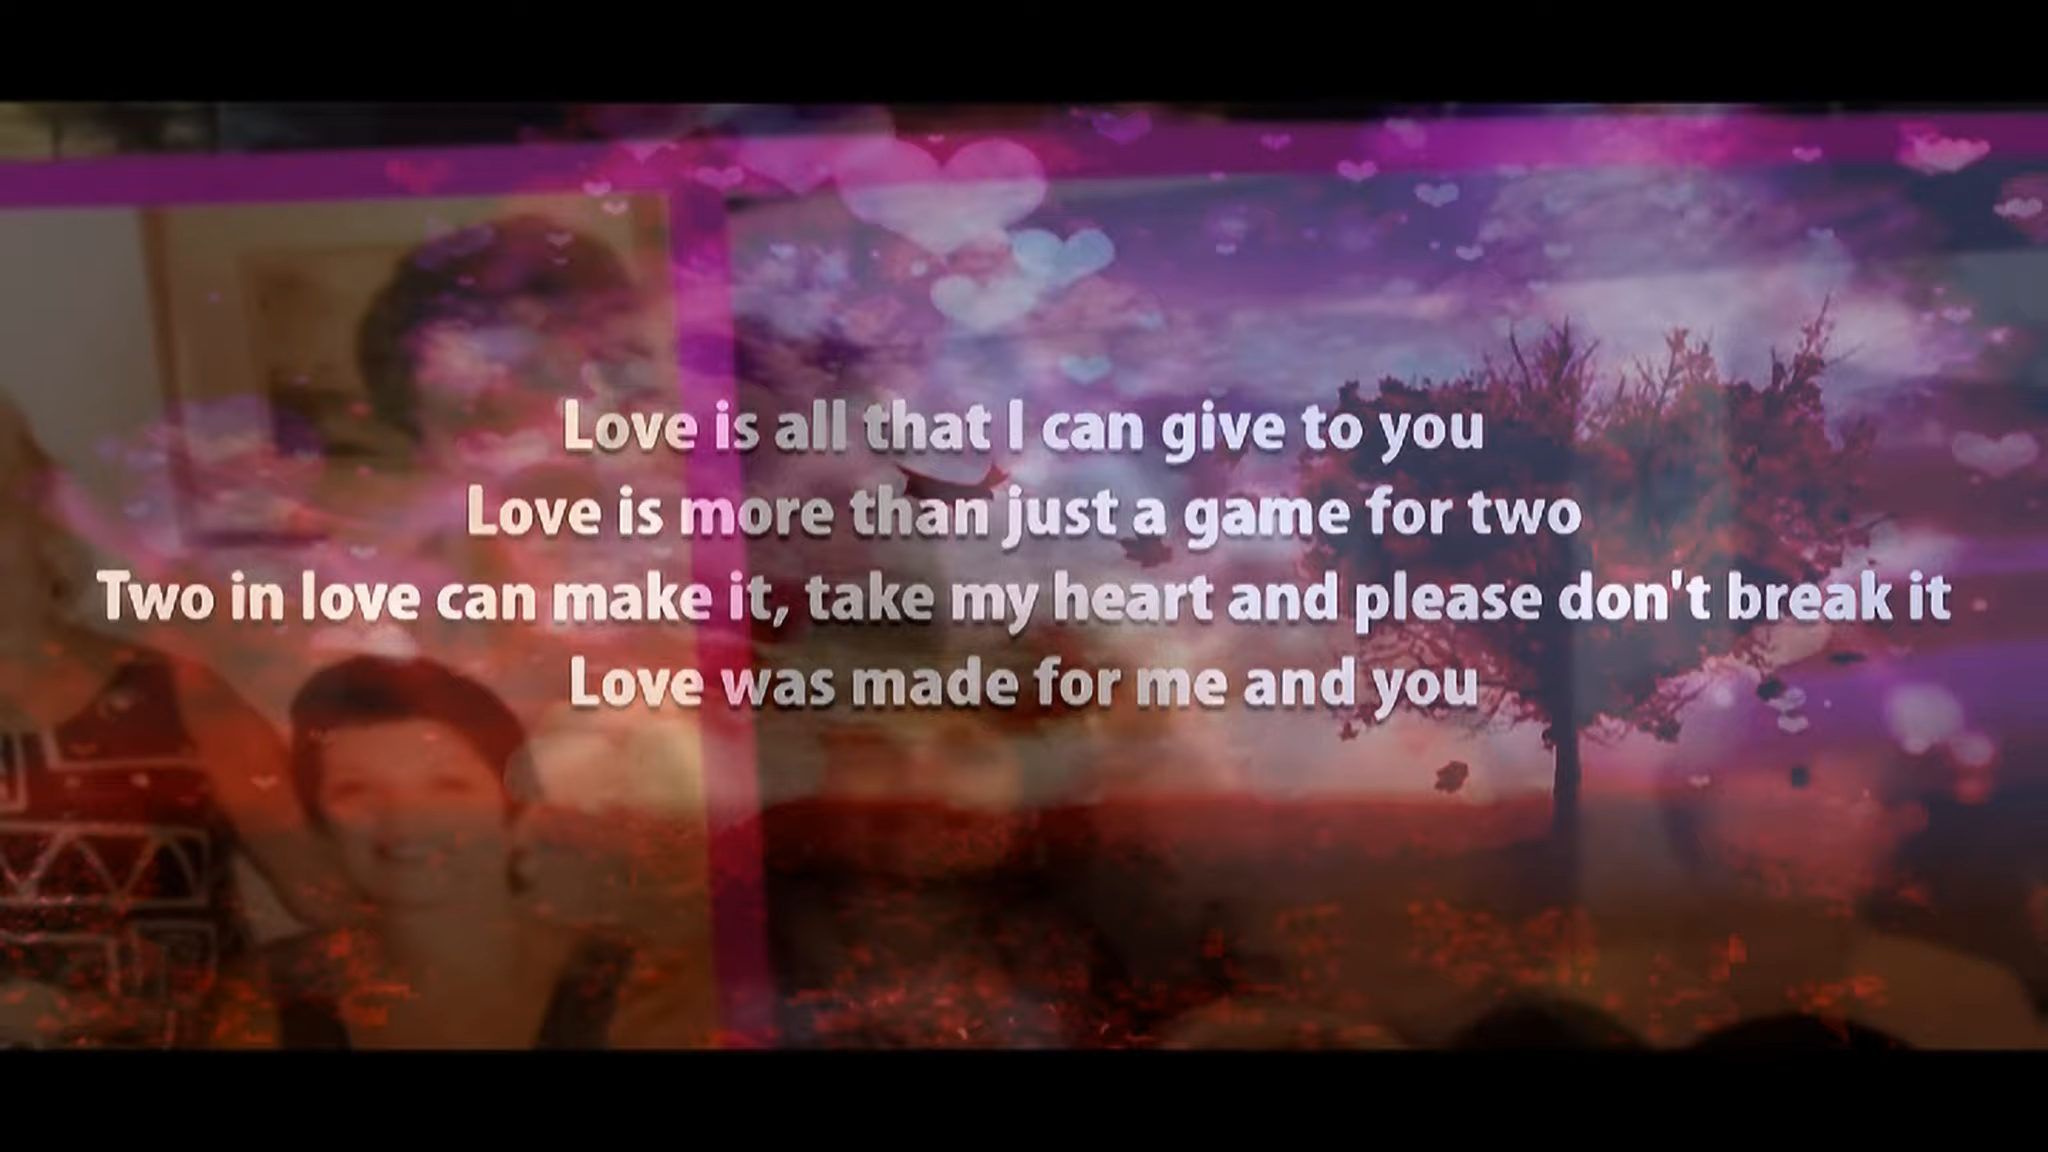 Love is all that I can give to you
Love is more than just a game for two
Two in love can make it, take my heart and please don't break it
Love was made for me and you